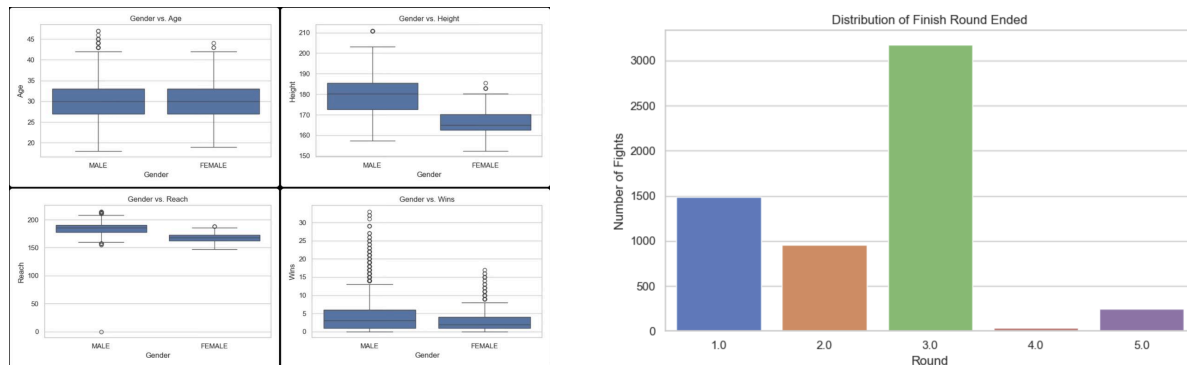 Gender vs. Age
45
40
35
30
25
20
Age
MALE
FEMALE
Gender
Gender vs. Height
210
200
190
180
170
160
150
Height
MALE
FEMALE
Gender
Gender vs. Reach
200
150
100
50
0
Reach
MALE
FEMALE
Gender
Gender vs. Wins
30
25
20
15
10
5
0
Wins
MALE
FEMALE
Gender
Distribution of Finish Round Ended
3000
2500
2000
1500
1000
500
0
Number of Fights
1.0
2.0
3.0
4.0
5.0
Round